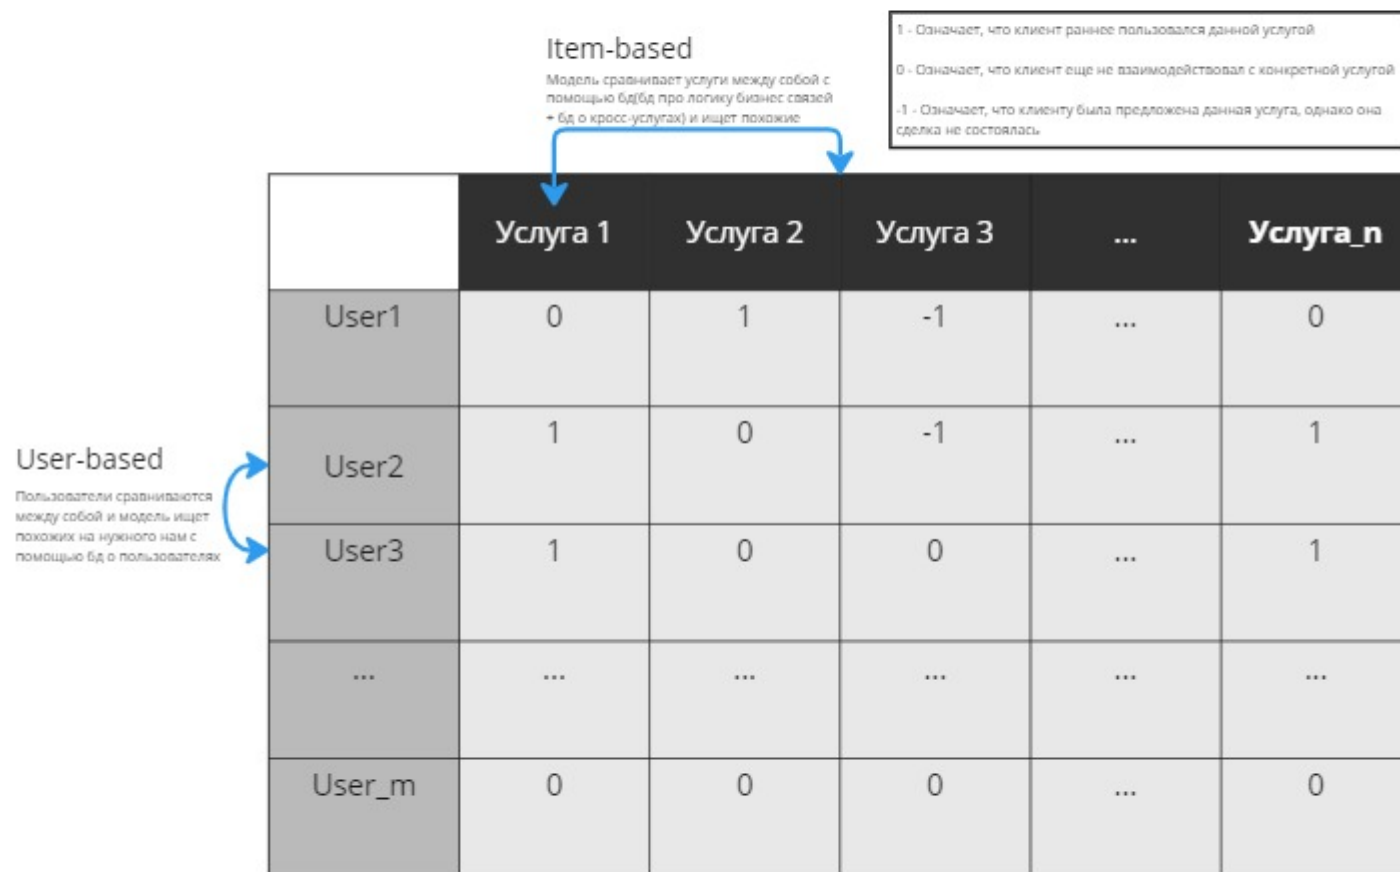 Item-based
Модель сравнивает услуги между собой с
помощью бд(бд про логику бизнес связей
+ бд о кросс-услугах) и ищет похожие
1 - Означает, что клиент раннее пользовался данной услугой
0 - Означает, что клиент еще не взаимодействовал с конкретной услугой
-1 - Означает, что клиенту была предложена данная услуга, однако она
сделка не состоялась
Услуга 1 Услуга 2 Услуга 3 ... Услуга_n
User1 0 1 -1 ... 0
User-based
Пользователи сравниваются
между собой и модель ищет
похожих на нужного нам с
помощью бд о пользователях
User2 1 0 -1 ... 1
User3 1 0 0 ... 1
... ... ... ... ... ...
User_m 0 0 0 ... 0